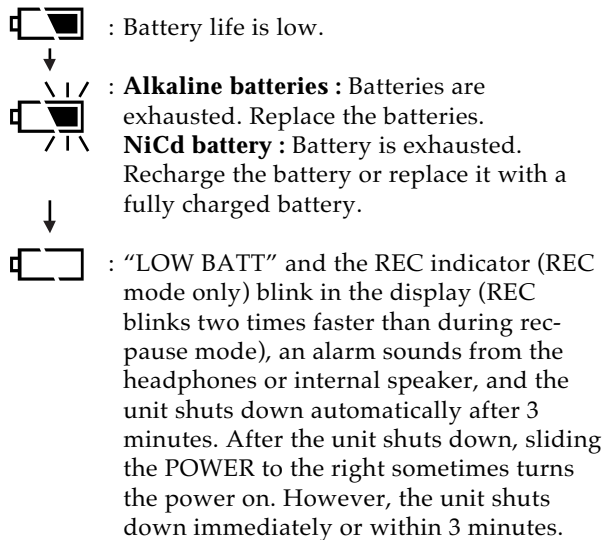 : Battery life is low.
: Alkaline batteries : Batteries are
exhausted. Replace the batteries.
NiCd battery : Battery is exhausted.
Recharge the battery or replace it with a
fully charged battery.
: “LOW BATT” and the REC indicator (REC
mode only) blink in the display (REC
blinks two times faster than during rec-
pause mode), an alarm sounds from the
headphones or internal speaker, and the
unit shuts down automatically after 3
minutes. After the unit shuts down, sliding
the POWER to the right sometimes turns
the power on. However, the unit shuts
down immediately or within 3 minutes.